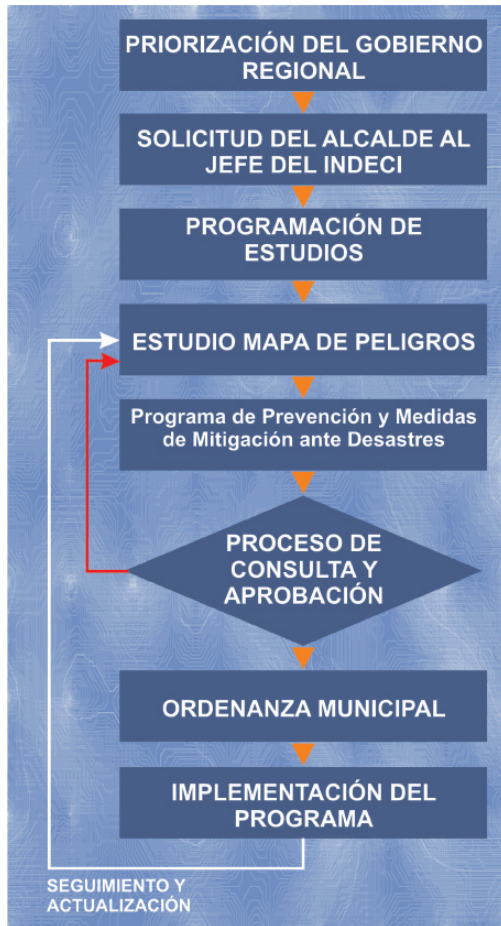 PRIORIZACIÓN DEL GOBIERNO
REGIONAL
SOLICITUD DEL ALCALDE AL
JEFE DEL INDECI
PROGRAMACIÓN DE
ESTUDIOS
ESTUDIO MAPA DE PELIGROS
Programa de Prevención y Medidas
de Mitigación ante Desastres
PROCESO DE
CONSULTA Y
APROBACIÓN
ORDENANZA MUNICIPAL
IMPLEMENTACIÓN DEL
PROGRAMA
SEGUIMIENTO Y
ACTUALIZACIÓN